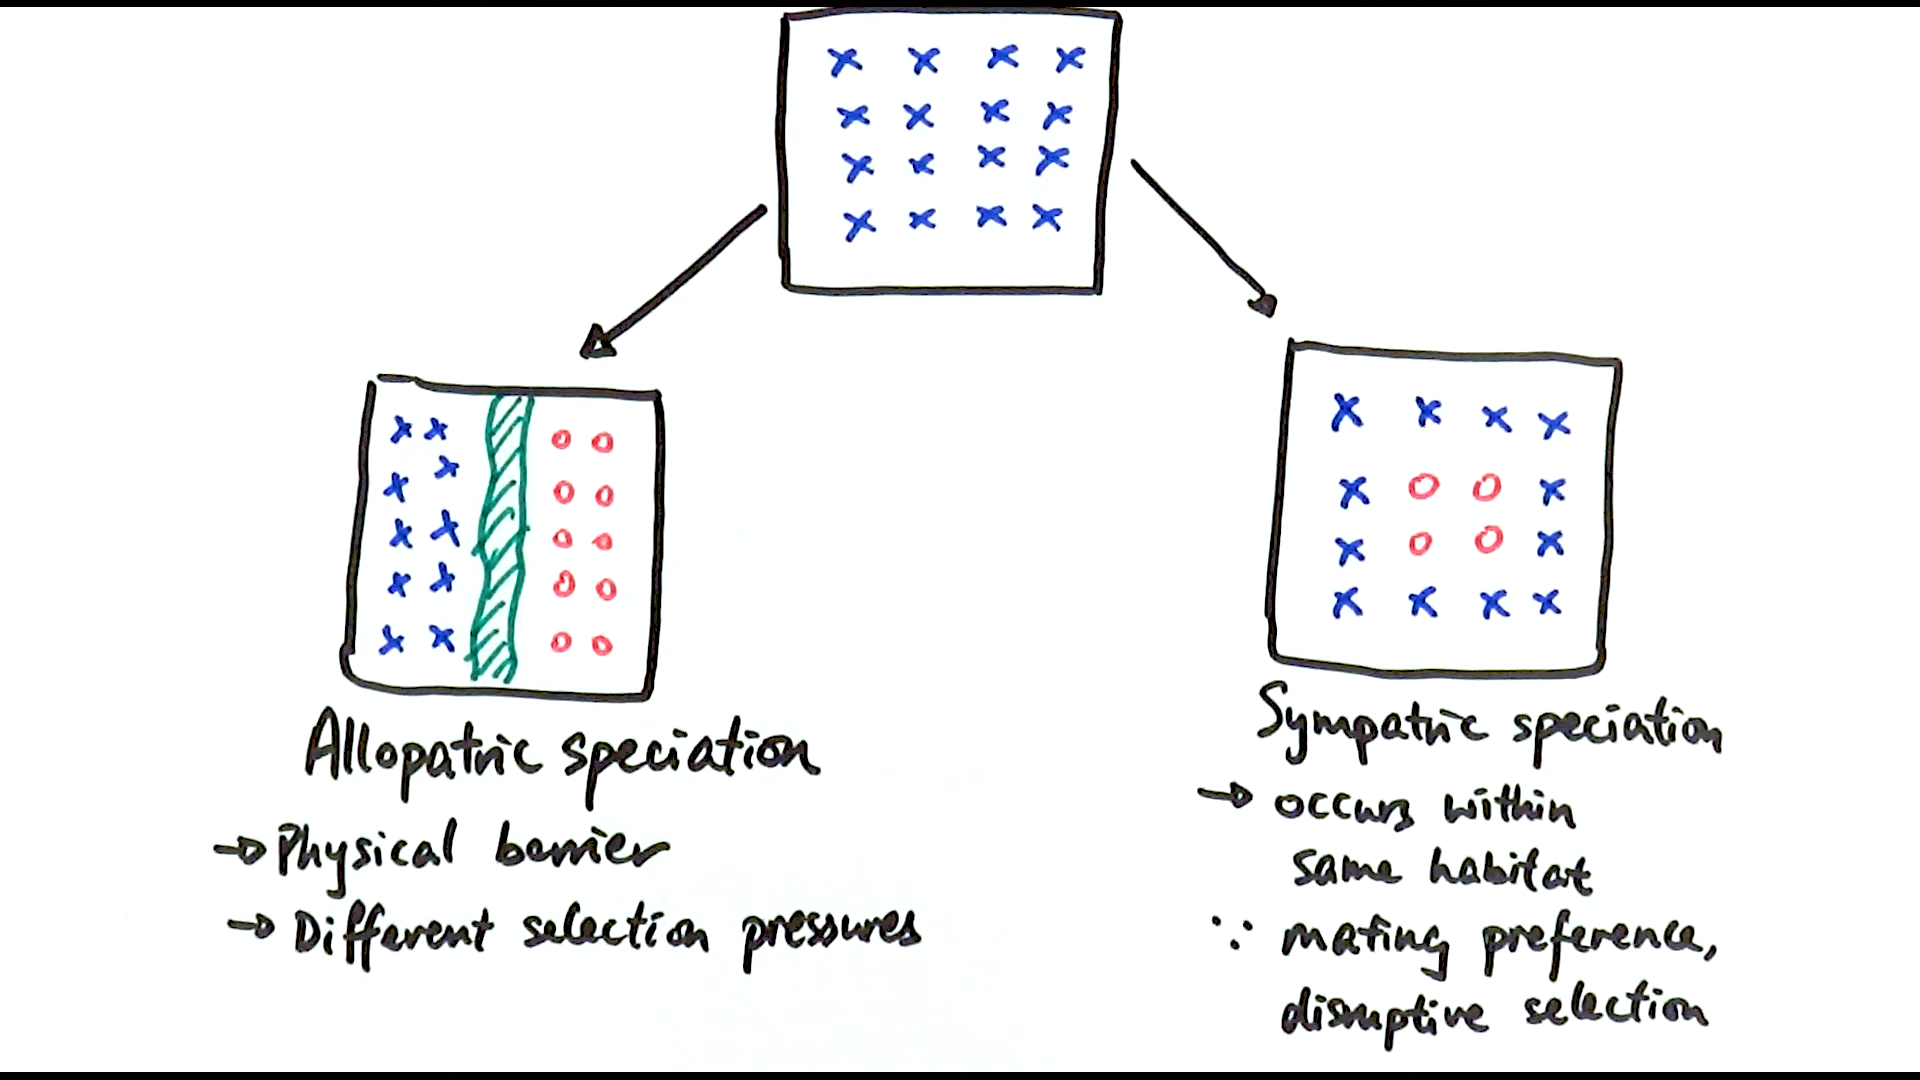 Allopatric speciation
→ Physical barrier
→ Different selection pressures
Sympatric speciation
→ occurs within
same habitat
∵ mating preference,
disruptive selection